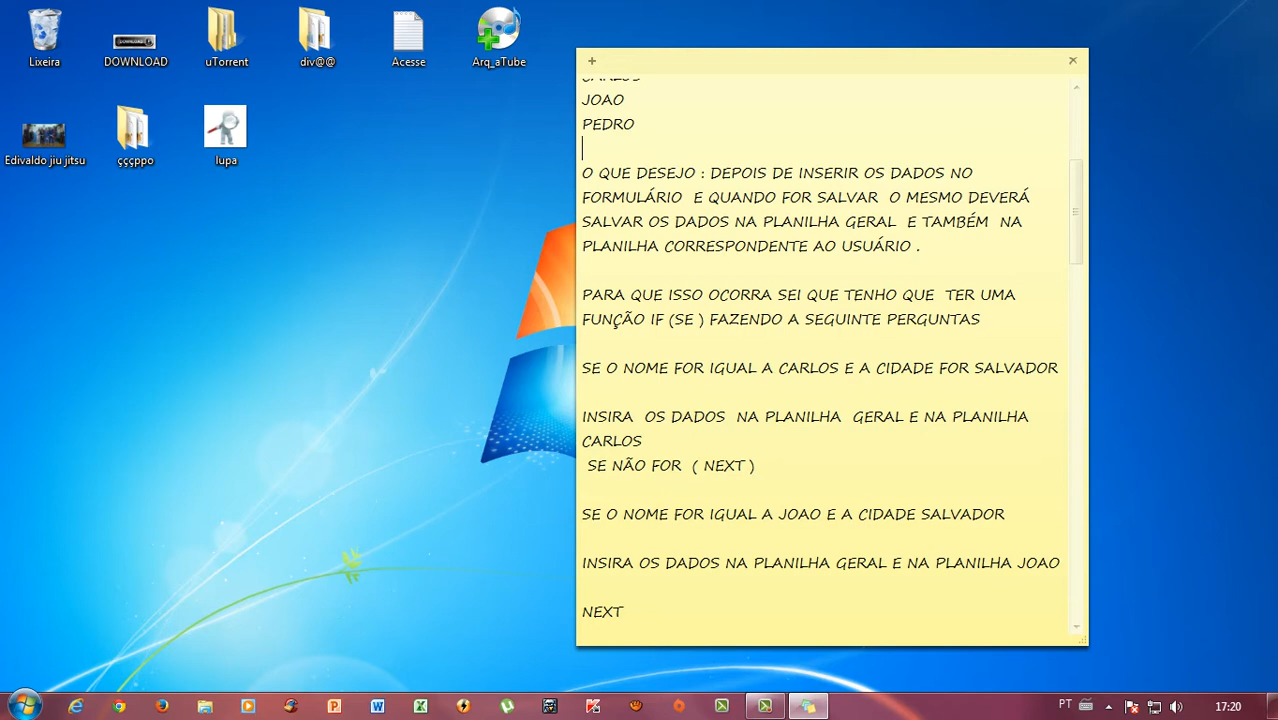 Lixeira
DOWNLOAD
uTorrent
div@@
Acesse
Arq_aTube
Edivaldo jiu jitsu
çççppo
lupa
CARLOS
JOAO
PEDRO
O QUE DESEJO : DEPOIS DE INSERIR OS DADOS NO
FORMULÁRIO E QUANDO FOR SALVAR O MESMO DEVERÁ
SALVAR OS DADOS NA PLANILHA GERAL E TAMBÉM NA
PLANILHA CORRESPONDENTE AO USUÁRIO .
PARA QUE ISSO OCORRA SEI QUE TENHO QUE TER UMA
FUNÇÃO IF (SE ) FAZENDO A SEGUINTE PERGUNTAS
SE O NOME FOR IGUAL A CARLOS E A CIDADE FOR SALVADOR
INSIRA OS DADOS NA PLANILHA GERAL E NA PLANILHA
CARLOS
SE NÃO FOR ( NEXT )
SE O NOME FOR IGUAL A JOAO E A CIDADE SALVADOR
INSIRA OS DADOS NA PLANILHA GERAL E NA PLANILHA JOAO
NEXT
PT
17:20